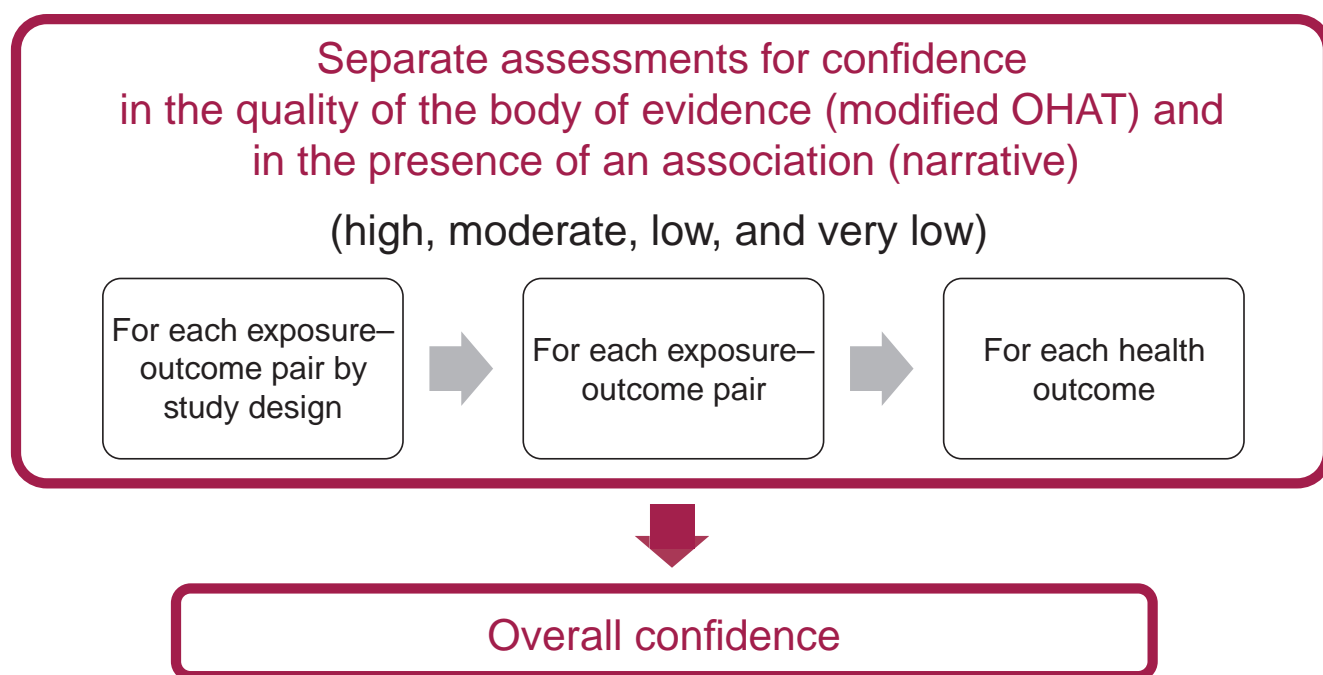 Separate assessments for confidence
in the quality of the body of evidence (modified OHAT) and
in the presence of an association (narrative)
(high, moderate, low, and very low)
For each exposure–
outcome pair by
study design
For each exposure–
outcome pair
For each health
outcome
Overall confidence